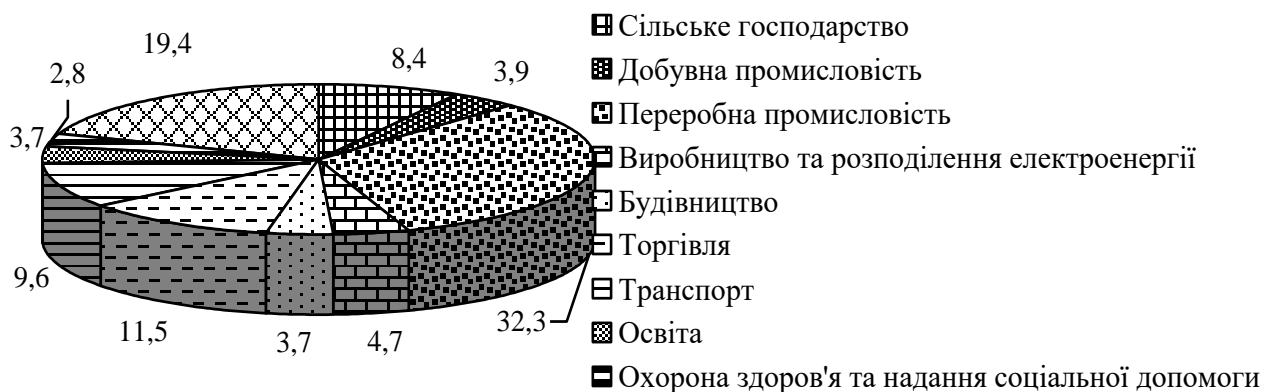 Сільське господарство
Добувна промисловість
Переробна промисловість
Виробництво та розподілення електроенергії
Будівництво
Торгівля
Транспорт
Освіта
Охорона здоров'я та надання соціальної допомоги
19,4
8,4
3,9
2,8
3,7
9,6
11,5
3,7
4,7
32,3